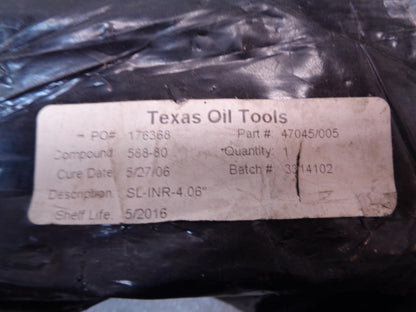 Texas Oil Tools
PO#: 176368 Part #: 47045/005
Compound: 588-80 Quantity: 1
Cure Date: 5/27/06 Batch #: 3314102
Description: SL-INR-4.06"
Shelf Life: 5/2016